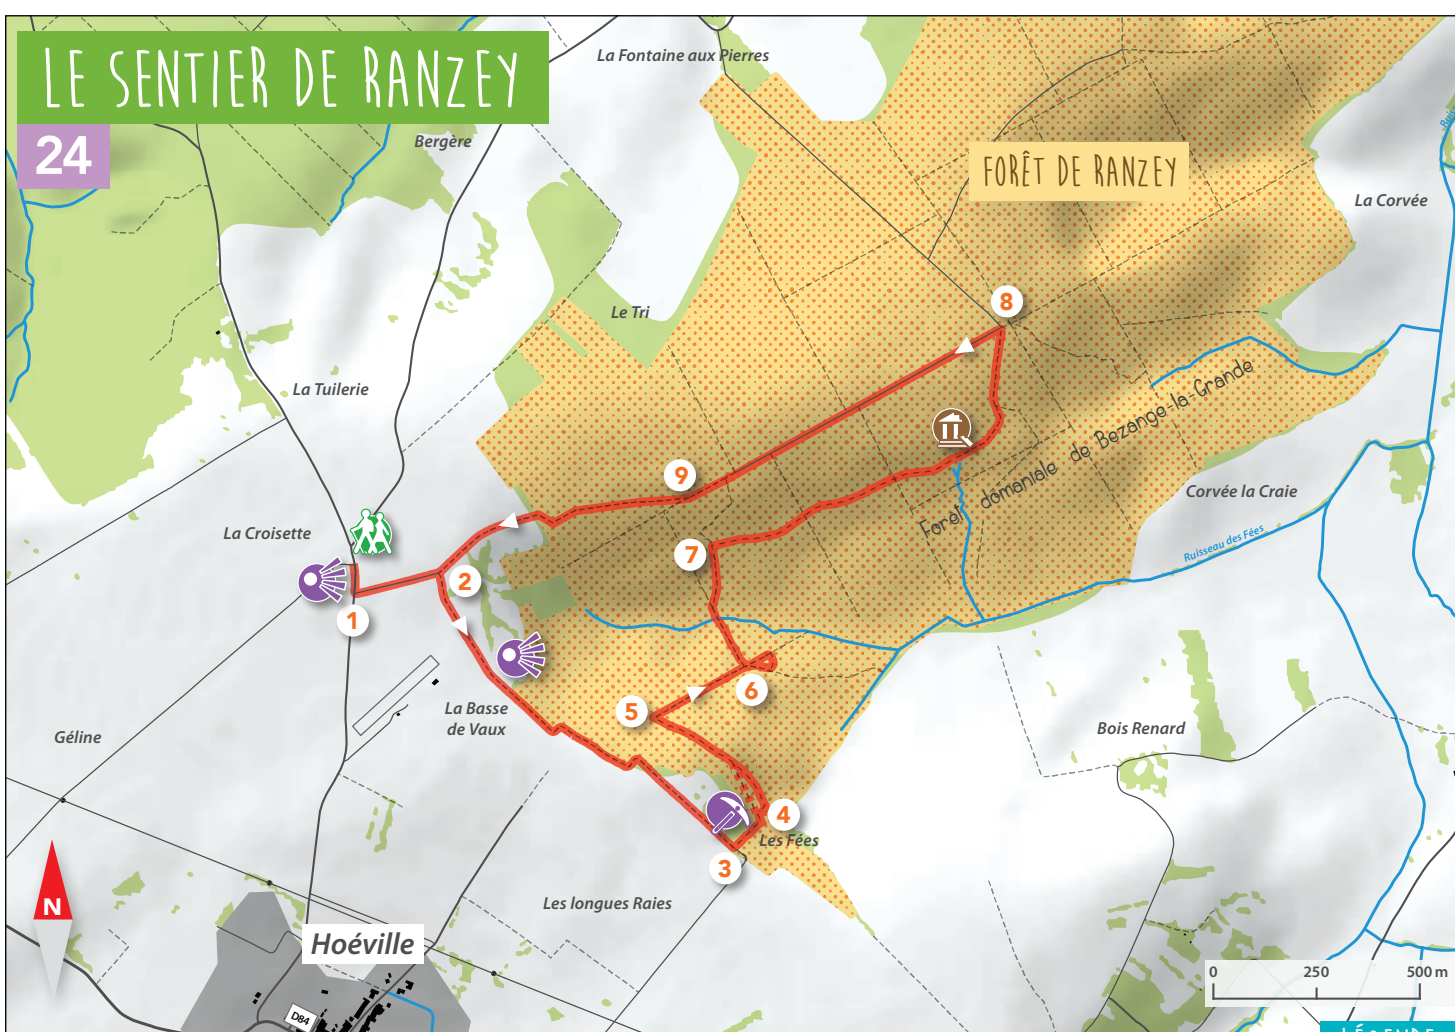 LE SENTIER DE RANZEY
24
La Fontaine aux Pierres
Bergère
FORÊT DE RANZEY
La Corvée
8
Le Tri
La Tuilerie
9
Forêt domaniale de Bezange-la-Grande
Corvée la Craie
La Croisette
Ruisseau des Fées
7
2
1
6
5
La Basse
de Vaux
Bois Renard
Géline
4
Les Fées
3
Les longues Raies
N
Hoéville
D84
0 250 500 m